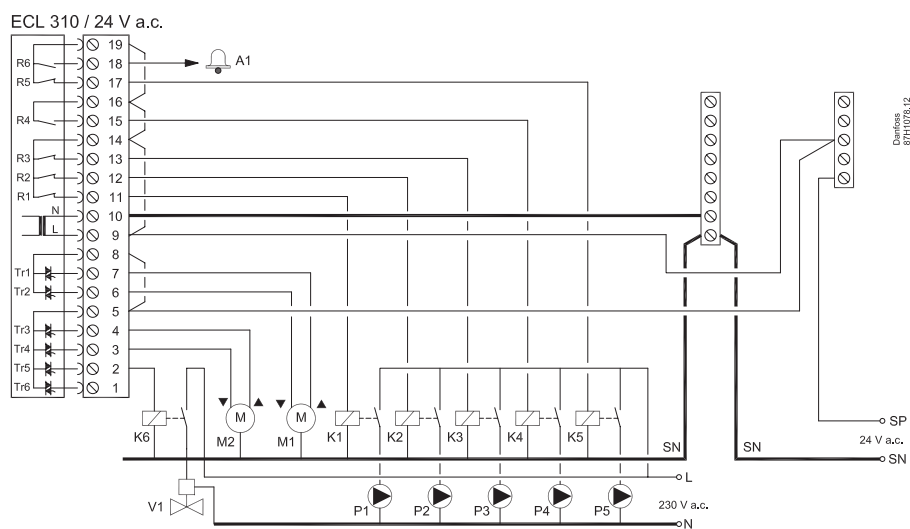 ECL 310 / 24 V a.c.
19
R6 18 A1
R5 17
16
R4 15
14
R3 13
R2 12
R1 11
N 10
L 9
8
Tr1 7
Tr2 6
5
Tr3 4
Tr4 3
Tr5 2
Tr6 1
Danfoss
87H1078.12
M M
K6 M2 M1 K1 K2 K3 K4 K5
SN SN
SP
24 V a.c.
SN
L
V1 P1 P2 P3 P4 P5 230 V a.c.
N